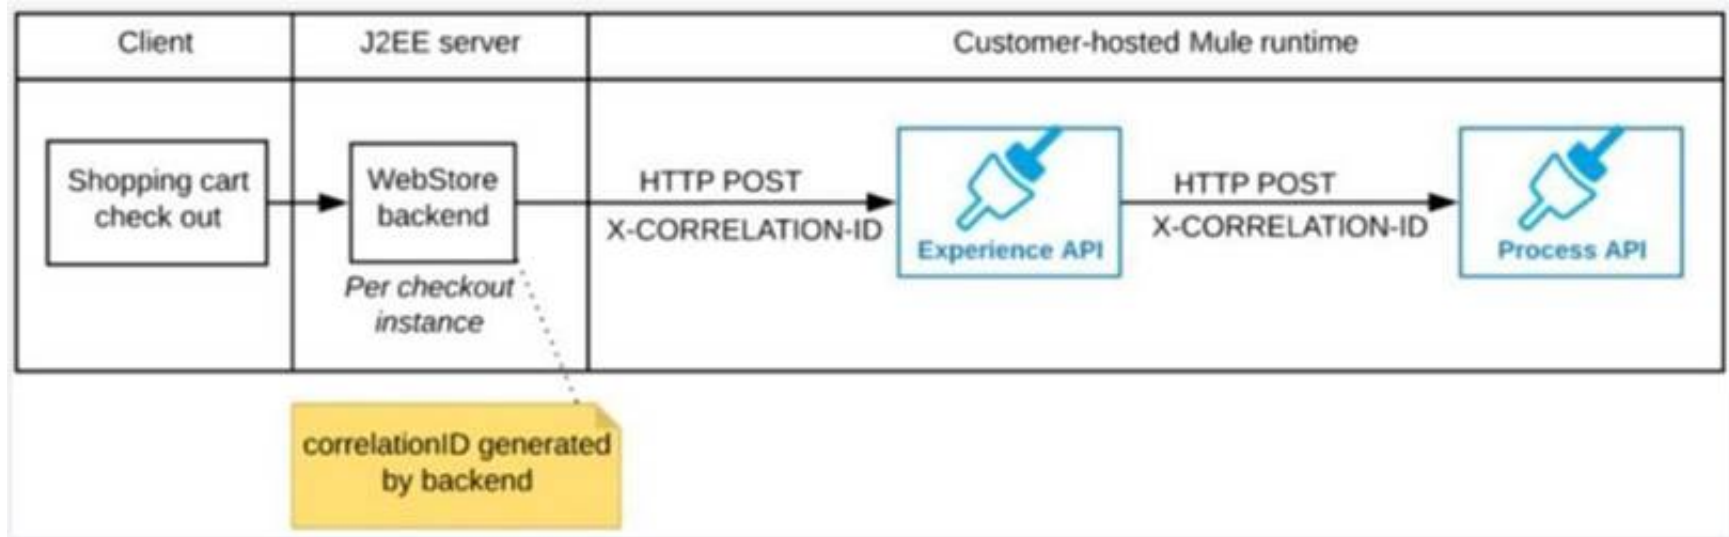 Client
J2EE server
Customer-hosted Mule runtime
Shopping cart
check out
WebStore
backend
Per checkout
instance
HTTP POST
X-CORRELATION-ID
Experience API
HTTP POST
X-CORRELATION-ID
Process API
correlationID generated
by backend